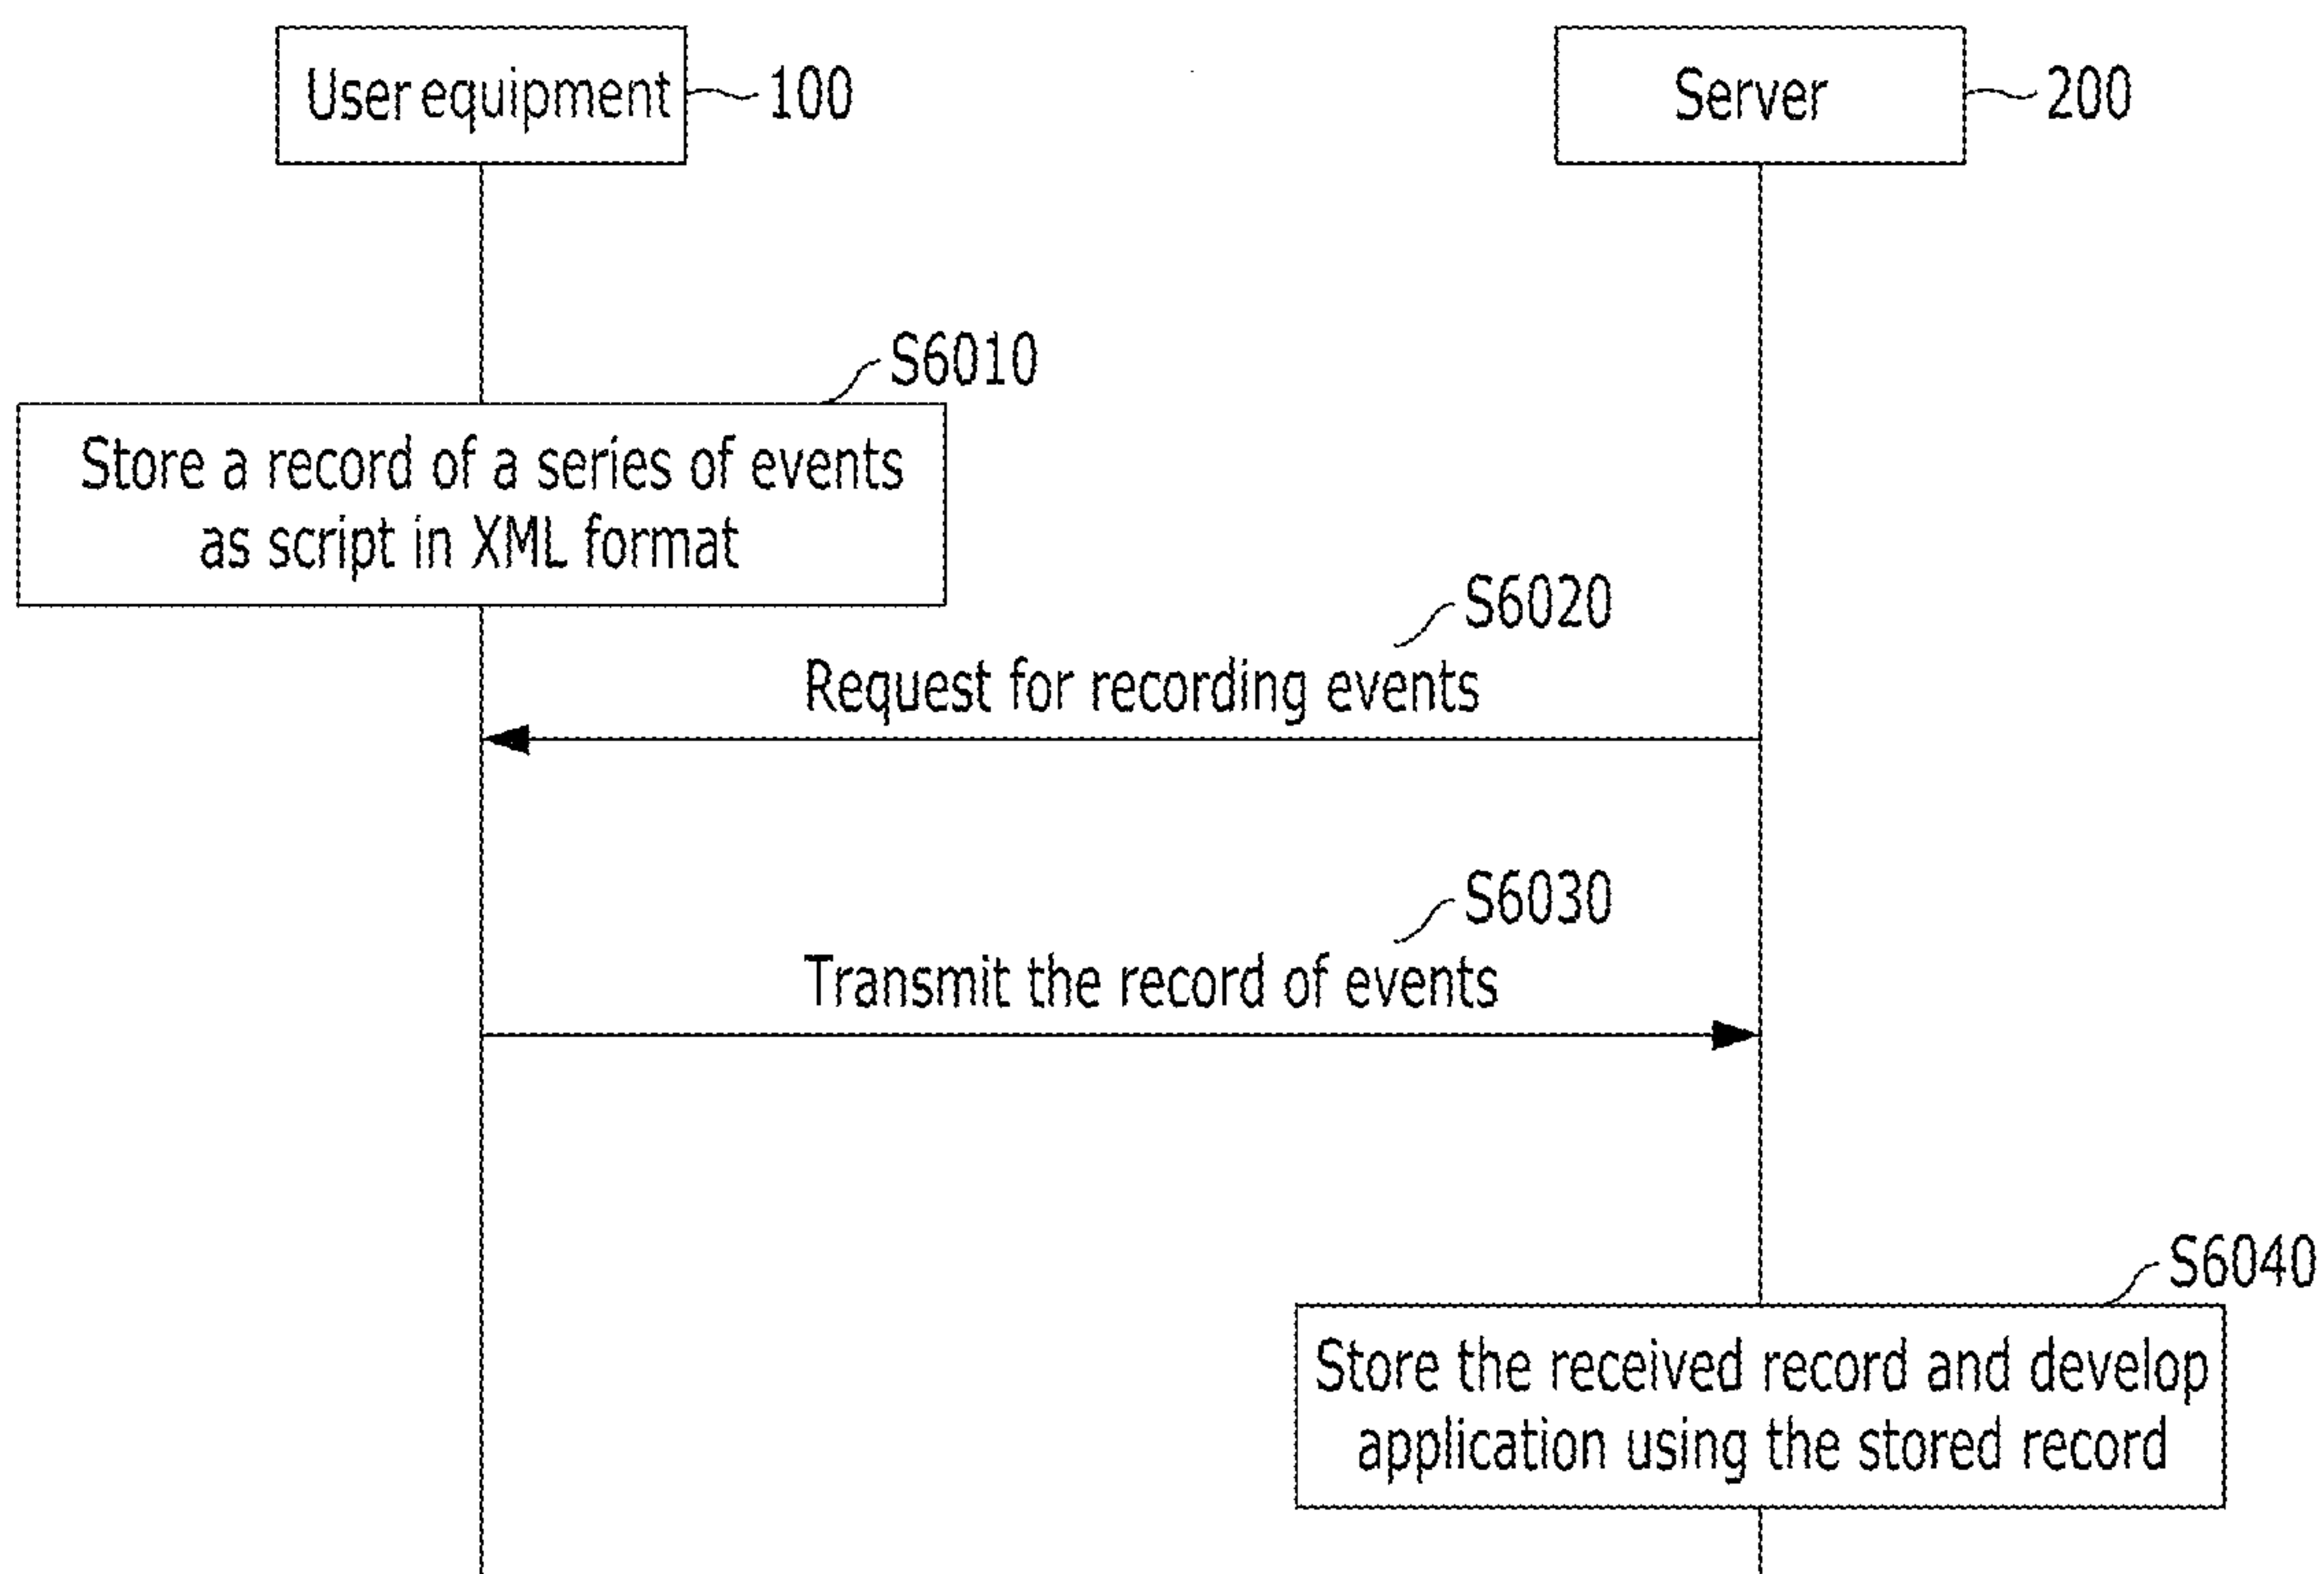 User equipment
100
Server
200
S6010
Store a record of a series of events
as script in XML format
S6020
Request for recording events
S6030
Transmit the record of events
S6040
Store the received record and develop
application using the stored record